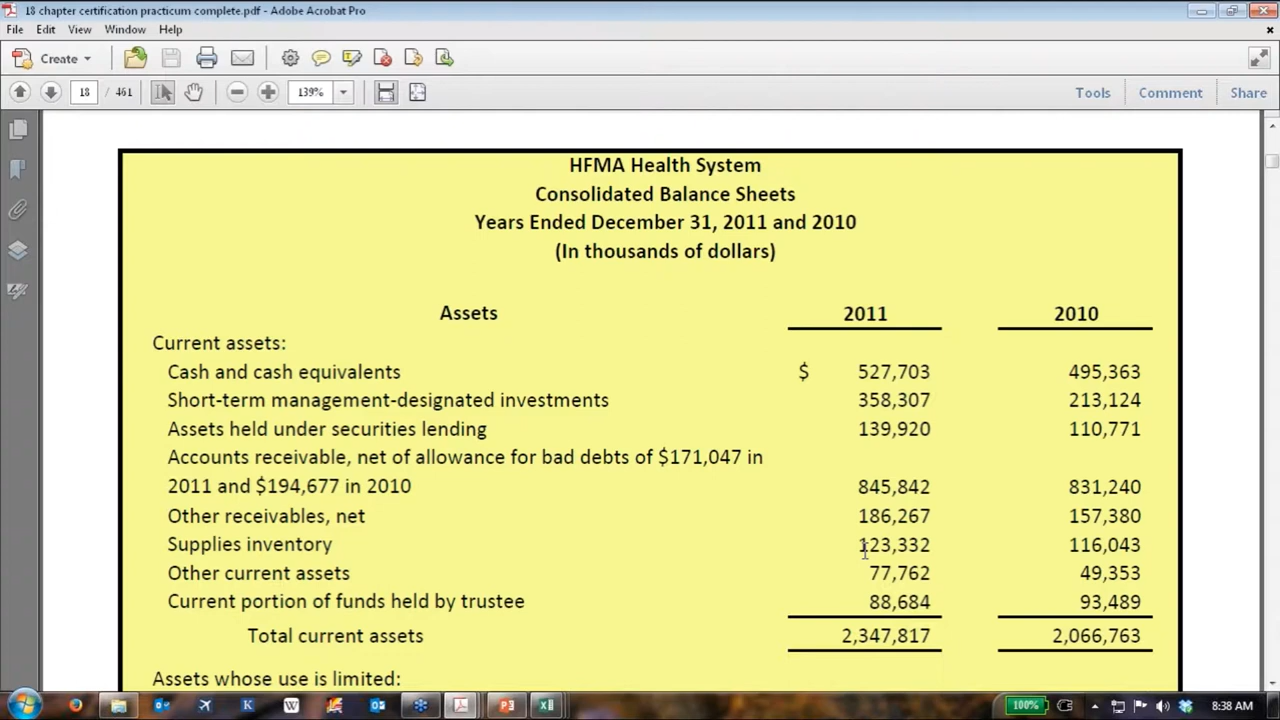 18 chapter certification practicum complete.pdf - Adobe Acrobat Pro
File Edit View Window Help
Create
18 / 461 139% Tools Comment Share
HFMA Health System
Consolidated Balance Sheets
Years Ended December 31, 2011 and 2010
(In thousands of dollars)
Assets 2011 2010
Current assets:
Cash and cash equivalents $ 527,703 495,363
Short-term management-designated investments 358,307 213,124
Assets held under securities lending 139,920 110,771
Accounts receivable, net of allowance for bad debts of $171,047 in
2011 and $194,677 in 2010 845,842 831,240
Other receivables, net 186,267 157,380
Supplies inventory 123,332 116,043
Other current assets 77,762 49,353
Current portion of funds held by trustee 88,684 93,489
Total current assets 2,347,817 2,066,763
Assets whose use is limited:
100% 8:38 AM